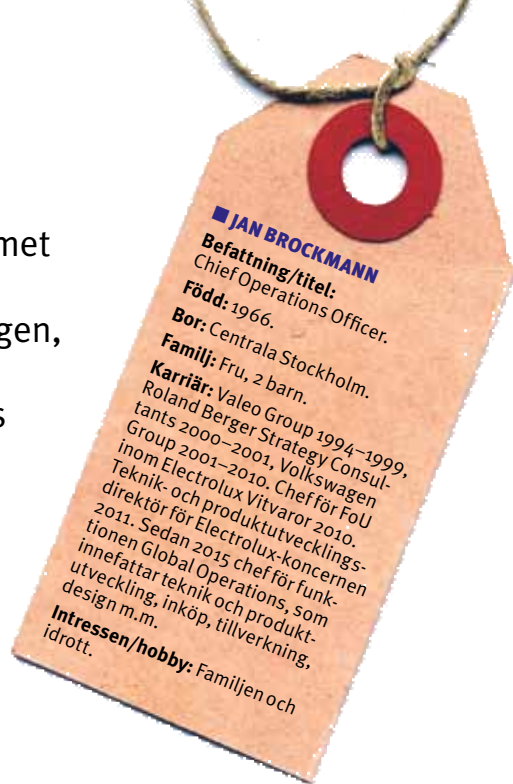 met
gen,
s
■ JAN BROCKMANN
Befattning/titel:
Chief Operations Officer.
Född: 1966.
Bor: Centrala Stockholm.
Familj: Fru, 2 barn.
Karriär: Valeo Group 1994–1999,
Roland Berger Strategy Consul-
tants 2000–2001, Volkswagen
Group 2001–2010. Chef för FoU
inom Electrolux Vitvaror 2010.
Teknik- och produktutvecklings-
direktör för Electrolux-koncernen
2011. Sedan 2015 chef för funk-
tionen Global Operations, som
innefattar teknik och produkt-
utveckling, inköp, tillverkning,
design m.m.
Intressen/hobby: Familjen och
idrott.